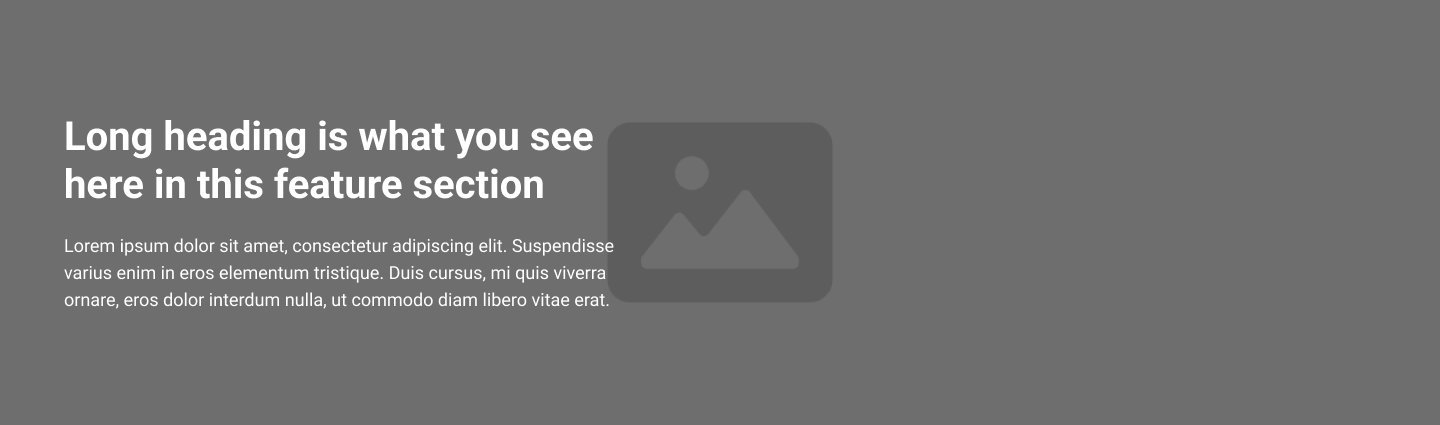 Long heading is what you see
here in this feature section
Lorem ipsum dolor sit amet, consectetur adipiscing elit. Suspendisse
varius enim in eros elementum tristique. Duis cursus, mi quis viverra
ornare, eros dolor interdum nulla, ut commodo diam libero vitae erat.